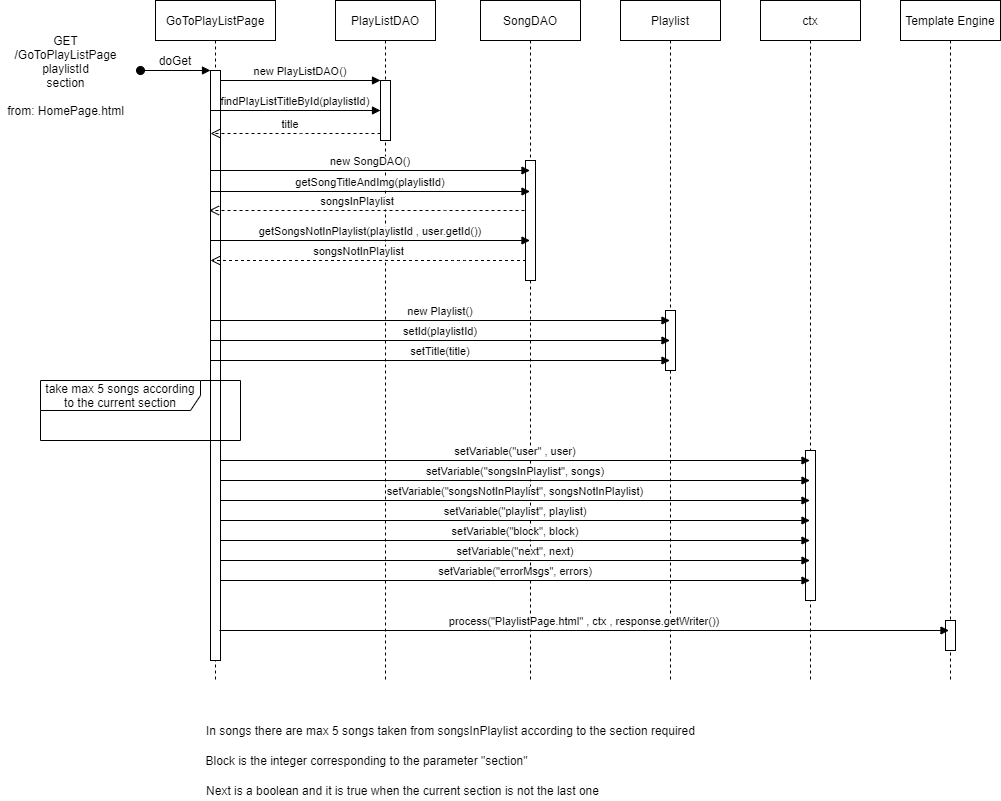 GoToPlayListPage
PlayListDAO
SongDAO
Playlist
ctx
Template Engine
GET
/GoToPlayListPage
playlistId
section
from: HomePage.html
doGet
new PlayListDAO()
findPlayListTitleById(playlistId)
title
new SongDAO()
getSongTitleAndImg(playlistId)
songsInPlaylist
getSongsNotInPlaylist(playlistId , user.getId())
songsNotInPlaylist
new Playlist()
setId(playlistId)
setTitle(title)
take max 5 songs according
to the current section
setVariable("user" , user)
setVariable("songsInPlaylist", songs)
setVariable("songsNotInPlaylist", songsNotInPlaylist)
setVariable("playlist", playlist)
setVariable("block", block)
setVariable("next", next)
setVariable("errorMsgs", errors)
process("PlaylistPage.html" , ctx , response.getWriter())
In songs there are max 5 songs taken from songsInPlaylist according to the section required
Block is the integer corresponding to the parameter "section"
Next is a boolean and it is true when the current section is not the last one